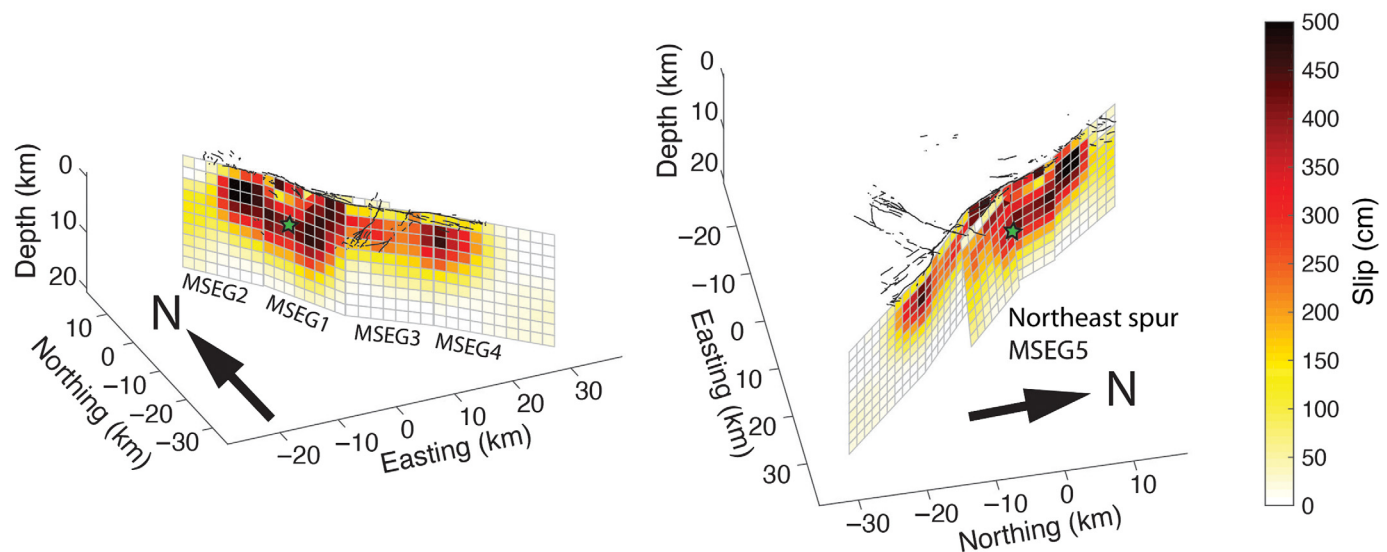 0
10
20
Depth (km)
10
0
−10
−20
−30
Northing (km)
N
MSEG2
MSEG1
MSEG3
MSEG4
−20
−10
0
10
20
30
Easting (km)
0
10
20
Depth (km)
−20
−10
0
10
20
30
Easting (km)
Northeast spur
MSEG5
N
−30
−20
−10
0
10
Northing (km)
500
450
400
350
300
250
200
150
100
50
0
Slip (cm)